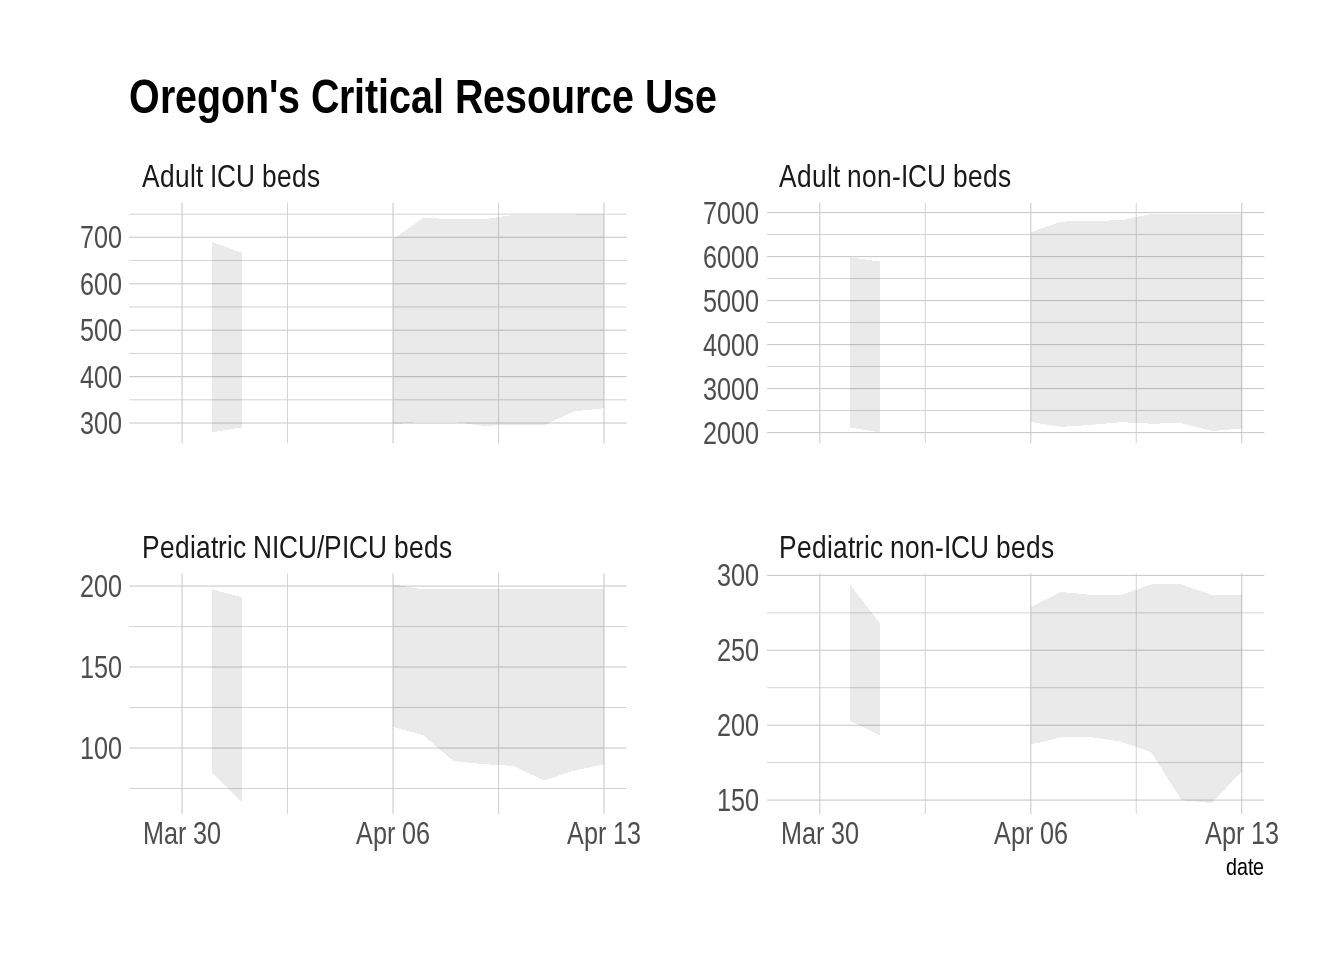 Oregon's Critical Resource Use
Adult ICU beds
700
600
500
400
300
Adult non-ICU beds
7000
6000
5000
4000
3000
2000
Pediatric NICU/PICU beds
200
150
100
Mar 30 Apr 06 Apr 13
Pediatric non-ICU beds
300
250
200
150
Mar 30 Apr 06 Apr 13
date